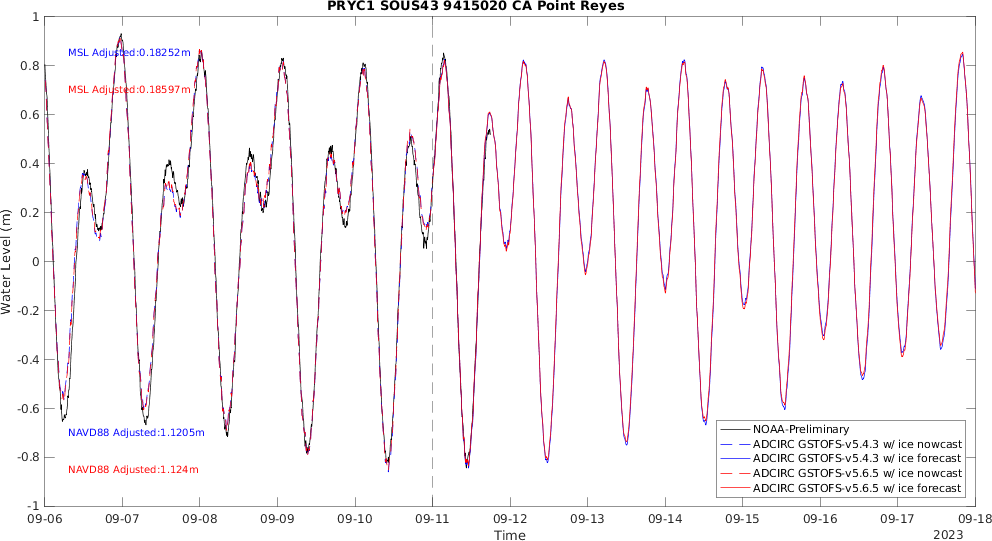 PRYC1 SOUS43 9415020 CA Point Reyes
1
0.8
0.6
0.4
0.2
0
-0.2
-0.4
-0.6
-0.8
-1
Water Level (m)
MSL Adjusted:0.18252m
MSL Adjusted:0.18597m
NAVD88 Adjusted:1.1205m
NAVD88 Adjusted:1.124m
NOAA-Preliminary
ADCIRC GSTOFS-v5.4.3 w/ ice nowcast
ADCIRC GSTOFS-v5.4.3 w/ ice forecast
ADCIRC GSTOFS-v5.6.5 w/ ice nowcast
ADCIRC GSTOFS-v5.6.5 w/ ice forecast
09-06 09-07 09-08 09-09 09-10 09-11 09-12 09-13 09-14 09-15 09-16 09-17 09-18
Time
2023